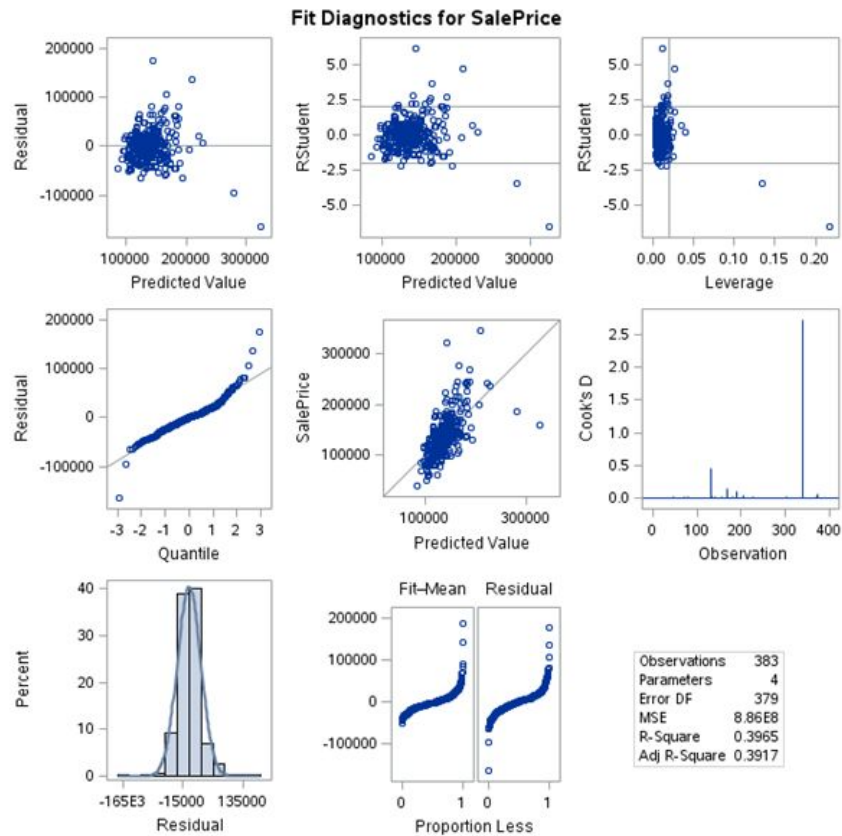 Fit Diagnostics for SalePrice
200000
100000
0
-100000
Residual
100000 200000 300000
Predicted Value
5.0
2.5
0.0
-2.5
-5.0
RStudent
100000 200000 300000
Predicted Value
5.0
2.5
0.0
-2.5
-5.0
RStudent
0.00 0.05 0.10 0.15 0.20
Leverage
200000
100000
0
-100000
Residual
-3 -2 -1 0 1 2 3
Quantile
300000
200000
100000
SalePrice
100000 300000
Predicted Value
2.5
2.0
1.5
1.0
0.5
0.0
Cook's D
0 100 200 300 400
Observation
40
30
20
10
0
Percent
-165E3 -15000 135000
Residual
Fit–Mean Residual
200000
100000
0
-100000
0 1 0 1
Proportion Less
Observations 383
Parameters 4
Error DF 379
MSE 8.86E8
R-Square 0.3965
Adj R-Square 0.3917